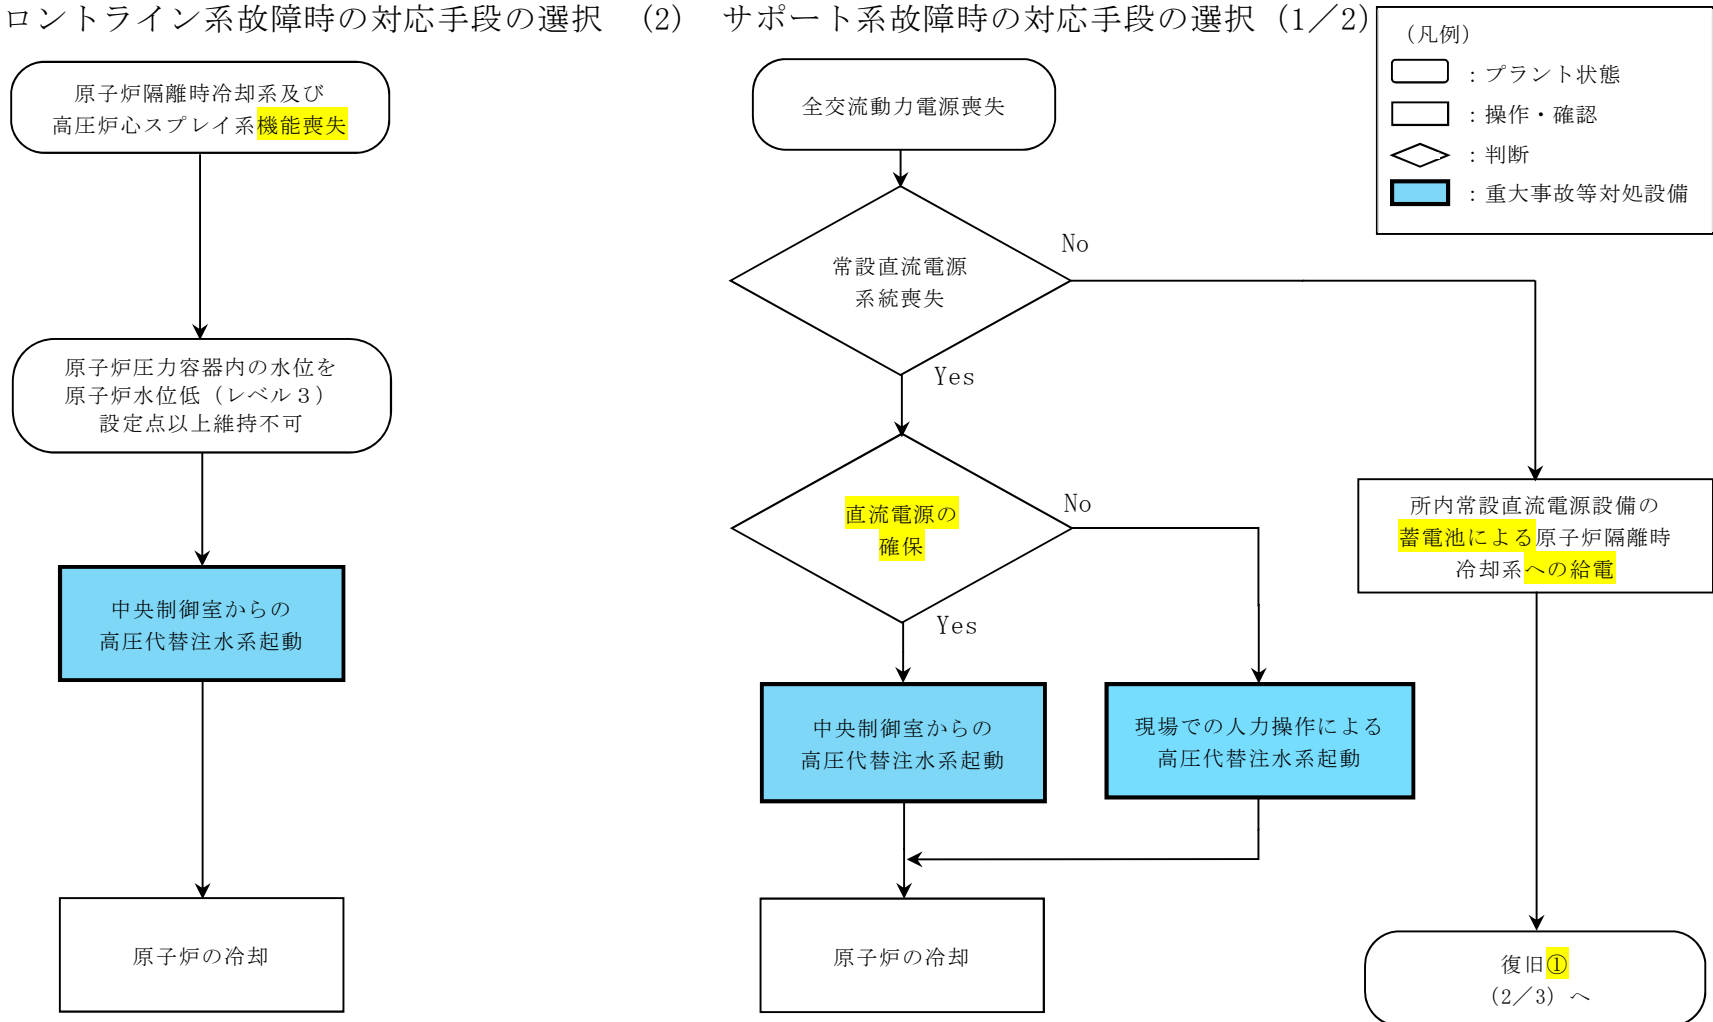 ロントライン系故障時の対応手段の選択
(2) サポート系故障時の対応手段の選択(1／2)
(凡例)
：プラント状態
：操作・確認
：判断
：重大事故等対処設備
原子炉隔離時冷却系及び
高圧炉心スプレイ系機能喪失
原子炉圧力容器内の水位を
原子炉水位低（レベル３）
設定点以上維持不可
中央制御室からの
高圧代替注水系起動
原子炉の冷却
全交流動力電源喪失
常設直流電源
系統喪失
No
Yes
直流電源の
確保
No
Yes
中央制御室からの
高圧代替注水系起動
現場での人力操作による
高圧代替注水系起動
原子炉の冷却
所内常設直流電源設備の
蓄電池による原子炉隔離時
冷却系への給電
復旧①
(2／3)へ